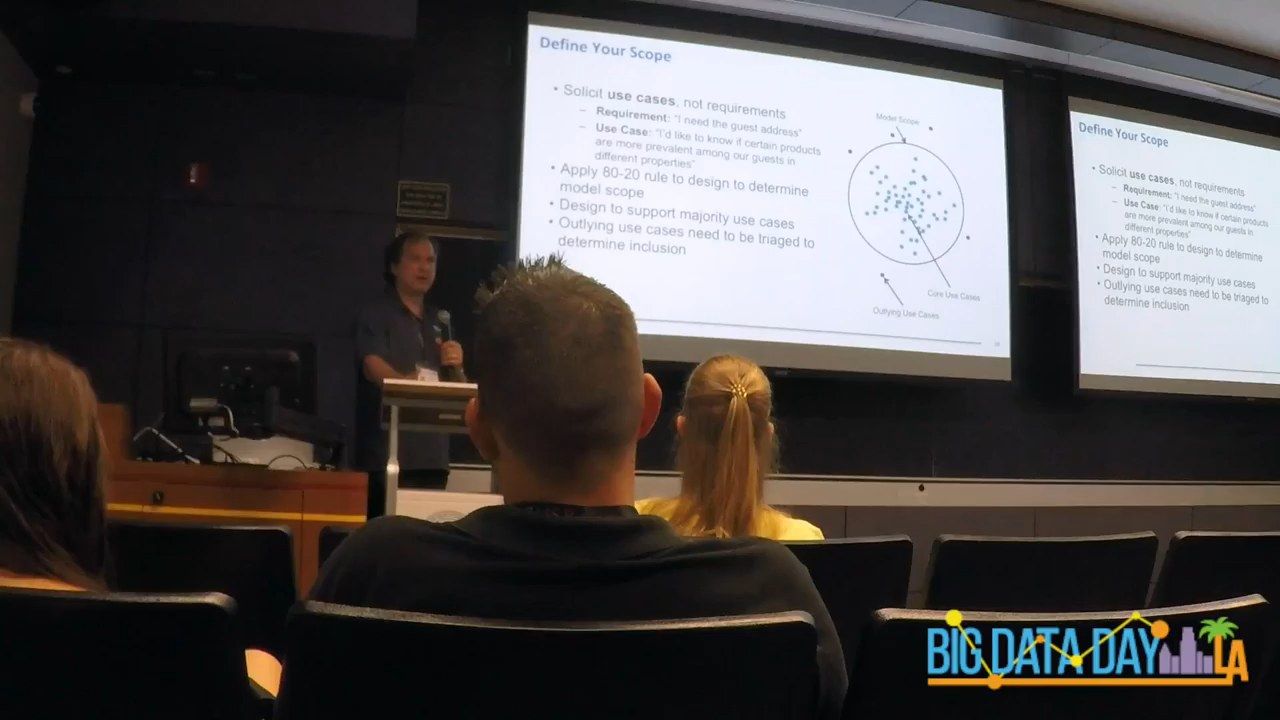 Define Your Scope
• Solicit use cases, not requirements
– Requirement: "I need the guest address"
– Use Case: "I'd like to know if certain products
are more prevalent among our guests in
different properties"
• Apply 80-20 rule to design to determine
model scope
• Design to support majority use cases
• Outlying use cases need to be triaged to
determine inclusion
Model Scope
Core Use Cases
Outlying Use Cases
Define Your Scope
• Solicit use cases, not requirements
– Requirement: "I need the guest address"
– Use Case: "I'd like to know if certain products
are more prevalent among our guests in
different properties"
• Apply 80-20 rule to design to determine
model scope
• Design to support majority use cases
• Outlying use cases need to be triaged to
determine inclusion
BIG DATA DAY LA